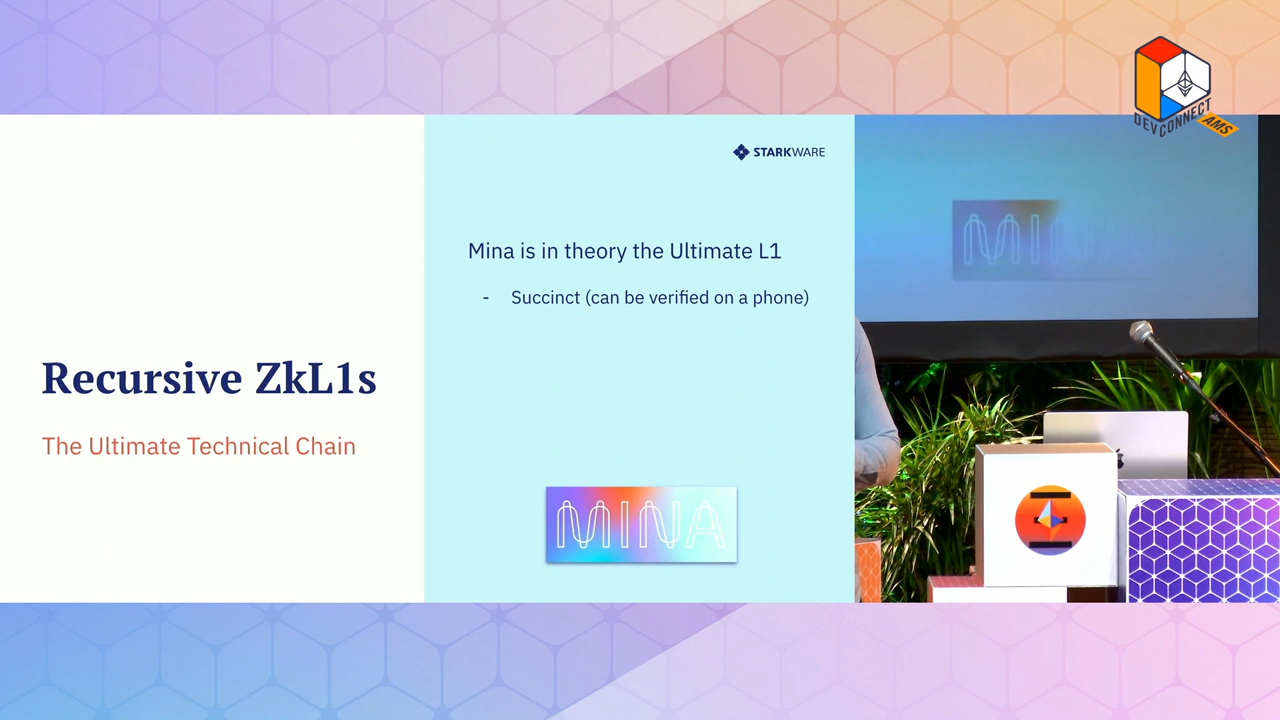 DEVCONNECT
AMS
STARKWARE
Mina is in theory the Ultimate L1
- Succinct (can be verified on a phone)
Recursive ZkL1s
The Ultimate Technical Chain
MINA
MINA